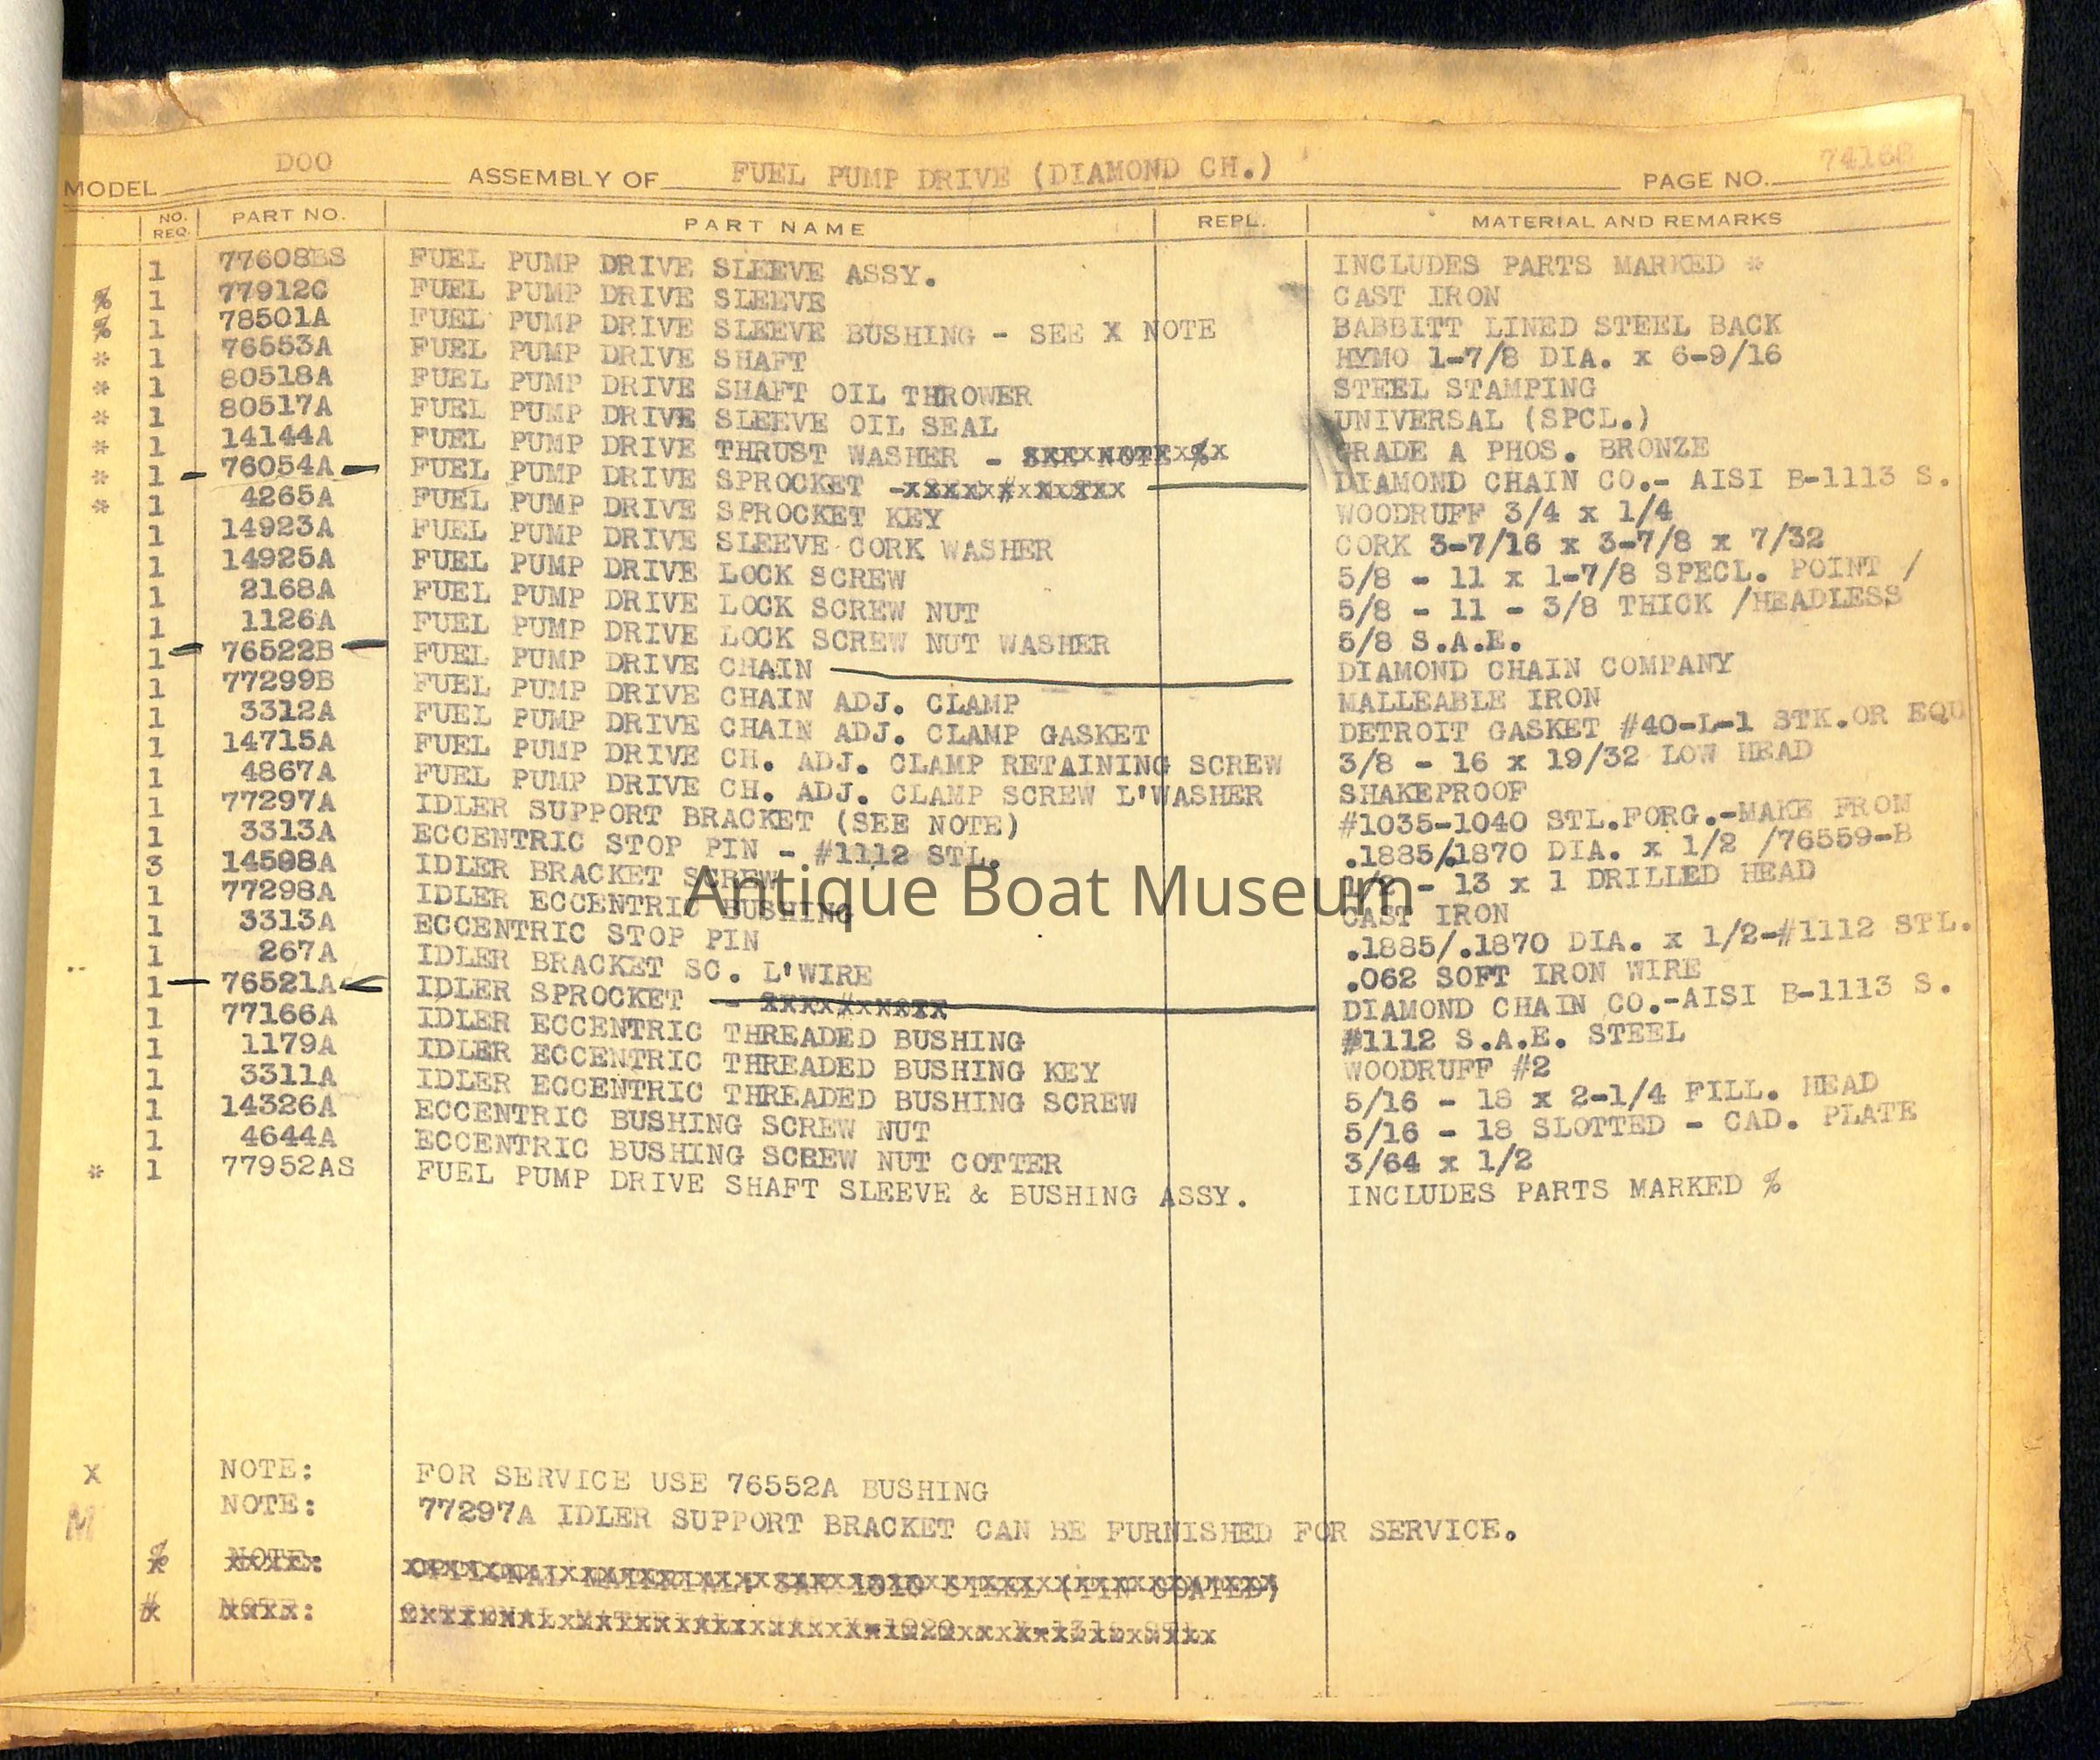 MODEL DOO ASSEMBLY OF FUEL PUMP DRIVE (DIAMOND CH.) PAGE NO. 74168
NO. REQ. PART NO. PART NAME REPL. MATERIAL AND REMARKS
1 77608BS FUEL PUMP DRIVE SLEEVE ASSY. INCLUDES PARTS MARKED *
% 1 77912C FUEL PUMP DRIVE SLEEVE CAST IRON
% 1 78501A FUEL PUMP DRIVE SLEEVE BUSHING - SEE X NOTE BABBITT LINED STEEL BACK
* 1 76553A FUEL PUMP DRIVE SHAFT HYMO 1-7/8 DIA. x 6-9/16
* 1 80518A FUEL PUMP DRIVE SHAFT OIL THROWER STEEL STAMPING
* 1 80517A FUEL PUMP DRIVE SLEEVE OIL SEAL UNIVERSAL (SPCL.)
* 1 14144A FUEL PUMP DRIVE THRUST WASHER - GRADE A PHOS. BRONZE
* 1 - 76054A - FUEL PUMP DRIVE SPROCKET - DIAMOND CHAIN CO.- AISI B-1113 S.
* 1 4265A FUEL PUMP DRIVE SPROCKET KEY WOODRUFF 3/4 x 1/4
1 14923A FUEL PUMP DRIVE SLEEVE CORK WASHER CORK 3-7/16 x 3-7/8 x 7/32
1 14925A FUEL PUMP DRIVE LOCK SCREW 5/8 - 11 x 1-7/8 SPECL. POINT /
1 2168A FUEL PUMP DRIVE LOCK SCREW NUT 5/8 - 11 - 3/8 THICK /HEADLESS
1 1126A FUEL PUMP DRIVE LOCK SCREW NUT WASHER 5/8 S.A.E.
1 - 76522B - FUEL PUMP DRIVE CHAIN DIAMOND CHAIN COMPANY
1 77299B FUEL PUMP DRIVE CHAIN ADJ. CLAMP MALLEABLE IRON
1 3312A FUEL PUMP DRIVE CHAIN ADJ. CLAMP GASKET DETROIT GASKET #40-L-1 STK.OR EQU
1 14715A FUEL PUMP DRIVE CH. ADJ. CLAMP RETAINING SCREW 3/8 - 16 x 19/32 LOW HEAD
1 4867A FUEL PUMP DRIVE CH. ADJ. CLAMP SCREW L'WASHER SHAKEPROOF
1 77297A IDLER SUPPORT BRACKET (SEE NOTE) #1035-1040 STL.FORG.-MAKE FROM
1 3313A ECCENTRIC STOP PIN - #1112 STL. .1885/.1870 DIA. x 1/2 /76559-B
3 14598A IDLER BRACKET SCREW 1/2 - 13 x 1 DRILLED HEAD
1 77298A IDLER ECCENTRIC BUSHING CAST IRON
1 3313A ECCENTRIC STOP PIN .1885/.1870 DIA. x 1/2-#1112 STL.
1 267A IDLER BRACKET SC. L'WIRE .062 SOFT IRON WIRE
1 - 76521A - IDLER SPROCKET - DIAMOND CHAIN CO.-AISI B-1113 S.
1 77166A IDLER ECCENTRIC THREADED BUSHING #1112 S.A.E. STEEL
1 1179A IDLER ECCENTRIC THREADED BUSHING KEY WOODRUFF #2
1 3311A IDLER ECCENTRIC THREADED BUSHING SCREW 5/16 - 18 x 2-1/4 FILL. HEAD
1 14326A ECCENTRIC BUSHING SCREW NUT 5/16 - 18 SLOTTED - CAD. PLATE
1 4644A ECCENTRIC BUSHING SCREW NUT COTTER 3/64 x 1/2
* 1 77952AS FUEL PUMP DRIVE SHAFT SLEEVE & BUSHING ASSY. INCLUDES PARTS MARKED %
Antique Boat Museum
X NOTE: FOR SERVICE USE 76552A BUSHING
M NOTE: 77297A IDLER SUPPORT BRACKET CAN BE FURNISHED FOR SERVICE.
% NOTE:
# NOTE: